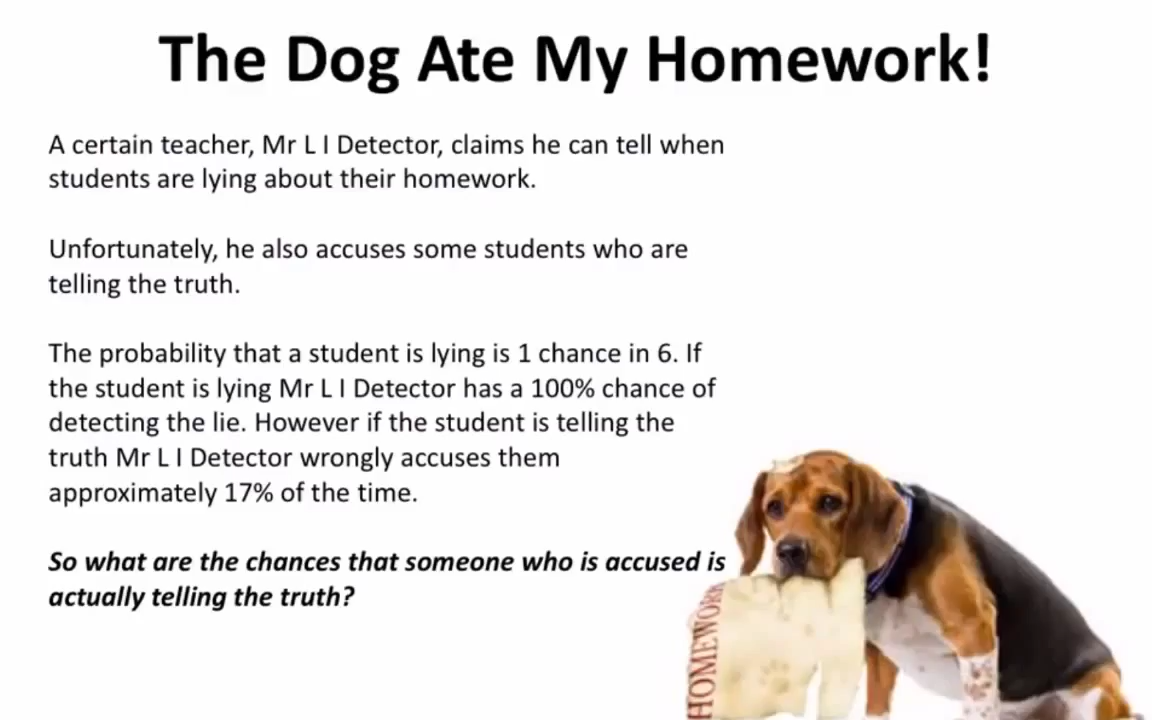 The Dog Ate My Homework!
A certain teacher, Mr L I Detector, claims he can tell when
students are lying about their homework.
Unfortunately, he also accuses some students who are
telling the truth.
The probability that a student is lying is 1 chance in 6. If
the student is lying Mr L I Detector has a 100% chance of
detecting the lie. However if the student is telling the
truth Mr L I Detector wrongly accuses them
approximately 17% of the time.
So what are the chances that someone who is accused is
actually telling the truth?
HOMEWORK